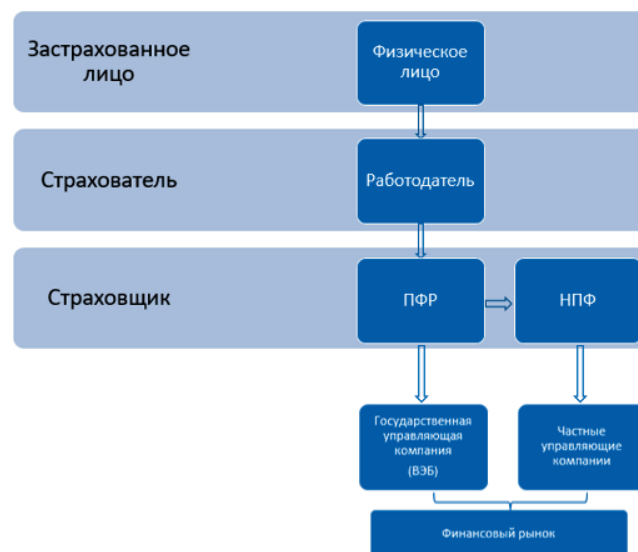 Застрахованное
лицо
Физическое
лицо
Страхователь
Работодатель
Страховщик
ПФР
НПФ
Государственная
управляющая
компания
(ВЭБ)
Частные
управляющие
компании
Финансовый рынок